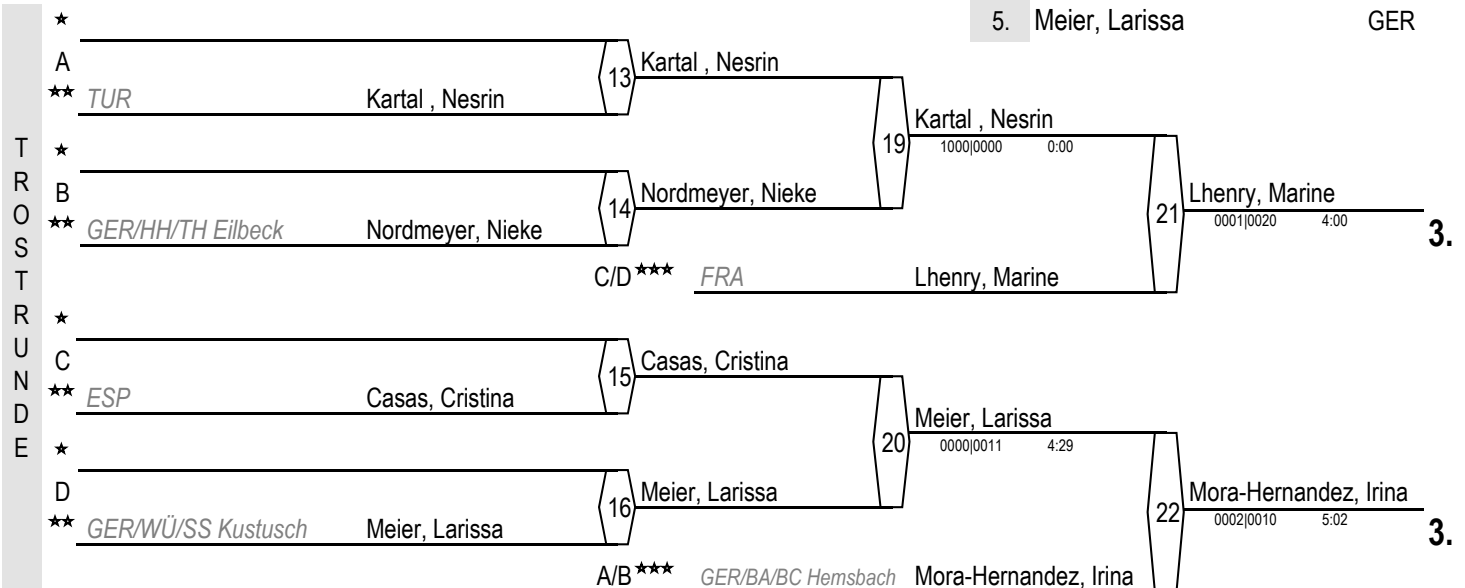 5. Meier, Larissa GER
TROSTRUNDE
A
13 Kartal , Nesrin
TUR Kartal , Nesrin
19 Kartal , Nesrin
1000|0000 0:00
B
14 Nordmeyer, Nieke
GER/HH/TH Eilbeck Nordmeyer, Nieke
21 Lhenry, Marine
0001|0020 4:00
3.
C/D FRA Lhenry, Marine
C
15 Casas, Cristina
ESP Casas, Cristina
20 Meier, Larissa
0000|0011 4:29
D
16 Meier, Larissa
GER/WÜ/SS Kustusch Meier, Larissa
22 Mora-Hernandez, Irina
0002|0010 5:02
3.
A/B GER/BA/BC Hemsbach Mora-Hernandez, Irina